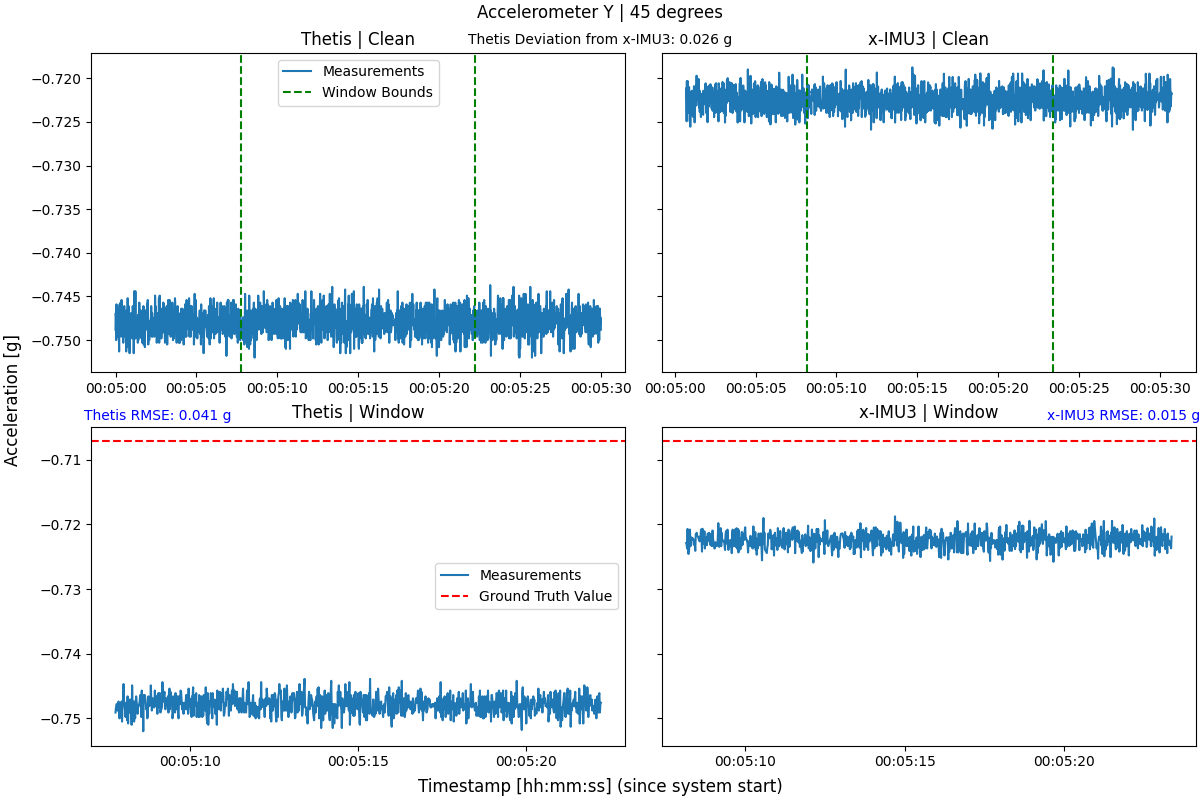 Accelerometer Y | 45 degrees
Thetis | Clean
Thetis Deviation from x-IMU3: 0.026 g
x-IMU3 | Clean
Measurements
Window Bounds
−0.720
−0.725
−0.730
−0.735
−0.740
−0.745
−0.750
00:05:00 00:05:05 00:05:10 00:05:15 00:05:20 00:05:25 00:05:30
00:05:00 00:05:05 00:05:10 00:05:15 00:05:20 00:05:25 00:05:30
Acceleration [g]
Thetis RMSE: 0.041 g
Thetis | Window
x-IMU3 | Window
x-IMU3 RMSE: 0.015 g
−0.71
−0.72
−0.73
−0.74
−0.75
Measurements
Ground Truth Value
00:05:10 00:05:15 00:05:20
00:05:10 00:05:15 00:05:20
Timestamp [hh:mm:ss] (since system start)